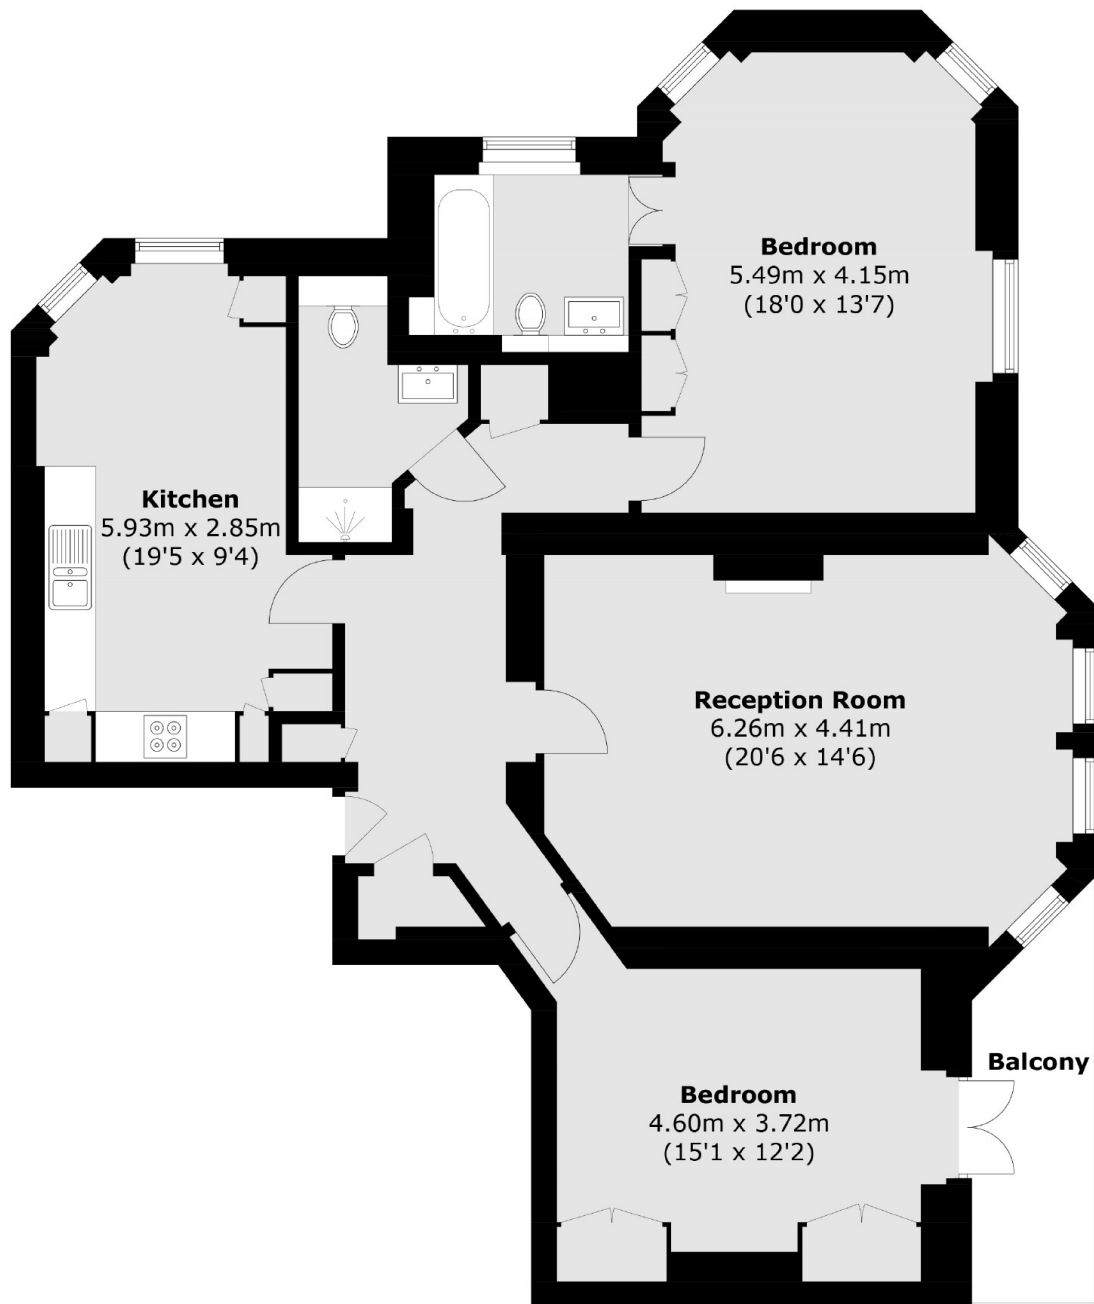 Bedroom
5.49m x 4.15m
(18'0 x 13'7)
Kitchen
5.93m x 2.85m
(19'5 x 9'4)
Reception Room
6.26m x 4.41m
(20'6 x 14'6)
Balcony
Bedroom
4.60m x 3.72m
(15'1 x 12'2)